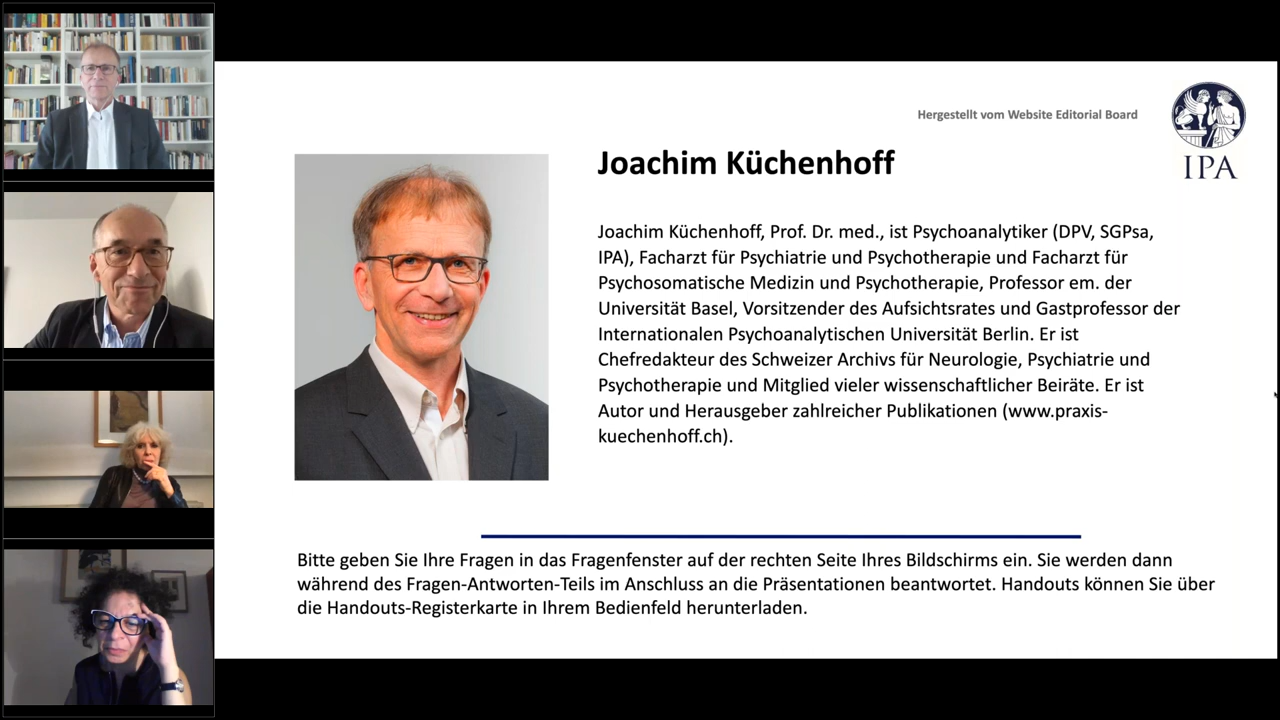 Hergestellt vom Website Editorial Board
IPA
Joachim Küchenhoff
Joachim Küchenhoff, Prof. Dr. med., ist Psychoanalytiker (DPV, SGPsa,
IPA), Facharzt für Psychiatrie und Psychotherapie und Facharzt für
Psychosomatische Medizin und Psychotherapie, Professor em. der
Universität Basel, Vorsitzender des Aufsichtsrates und Gastprofessor der
Internationalen Psychoanalytischen Universität Berlin. Er ist
Chefredakteur des Schweizer Archivs für Neurologie, Psychiatrie und
Psychotherapie und Mitglied vieler wissenschaftlicher Beiräte. Er ist
Autor und Herausgeber zahlreicher Publikationen (www.praxis-
kuechenhoff.ch).
Bitte geben Sie Ihre Fragen in das Fragenfenster auf der rechten Seite Ihres Bildschirms ein. Sie werden dann
während des Fragen-Antworten-Teils im Anschluss an die Präsentationen beantwortet. Handouts können Sie über
die Handouts-Registerkarte in Ihrem Bedienfeld herunterladen.